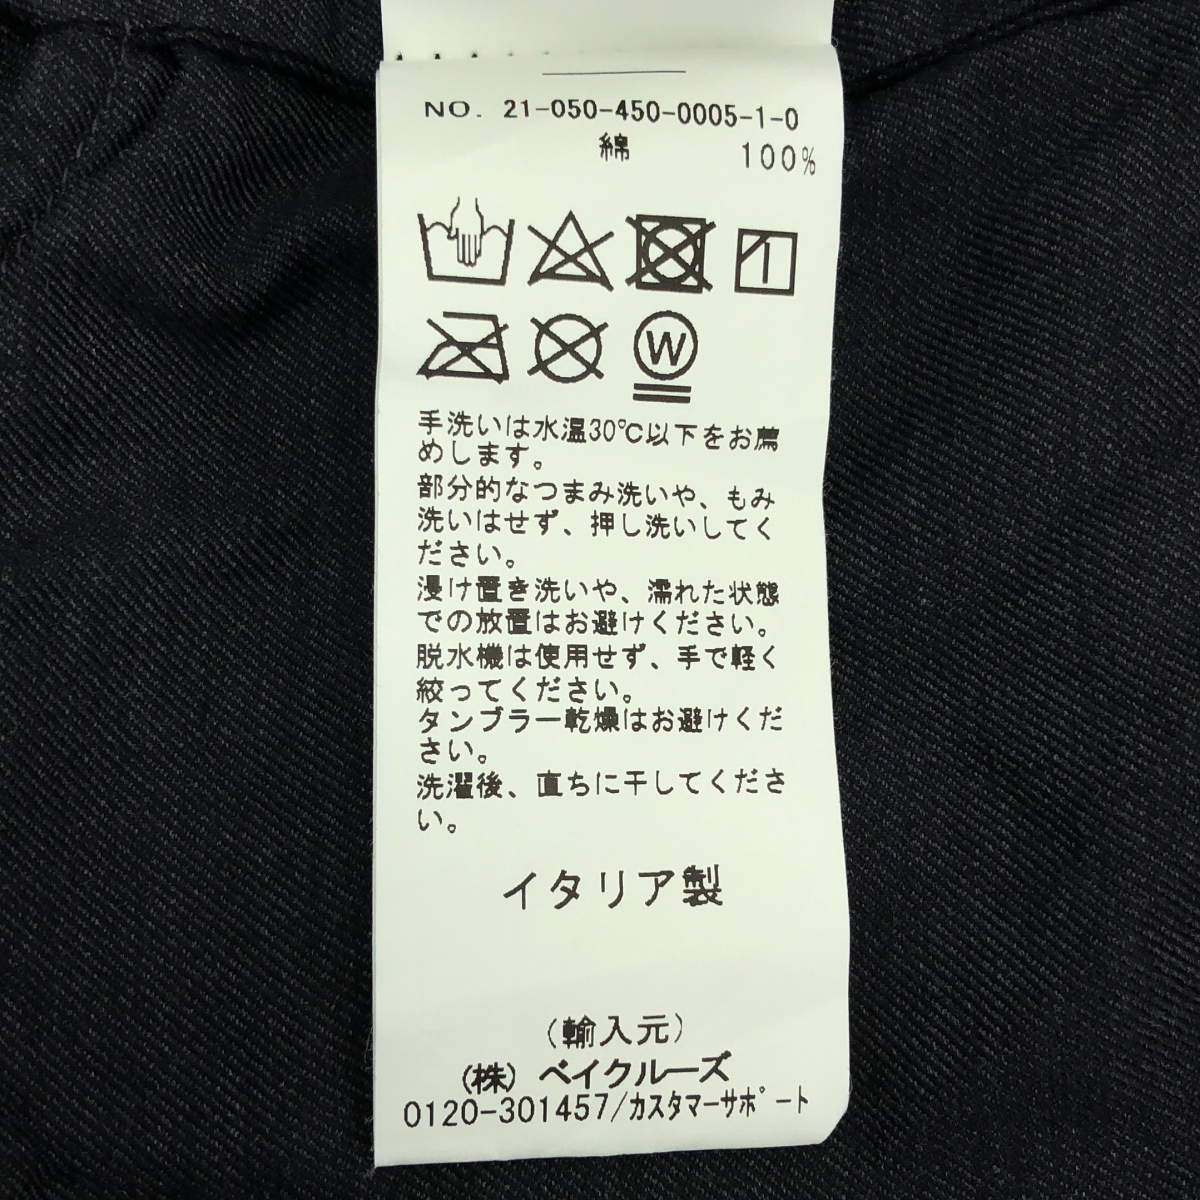 NO. 21-050-450-0005-1-0
綿 100%
W
手洗いは水温30℃以下をお薦
めします。
部分的なつまみ洗いや、もみ
洗いはせず、押し洗いしてく
ださい。
浸け置き洗いや、濡れた状態
での放置はお避けください。
脱水機は使用せず、手で軽く
絞ってください。
タンブラー乾燥はお避けくだ
さい。
洗濯後、直ちに干してくださ
い。
イタリア製
(輸入元)
(株) ベイクルーズ
0120-301457/カスタマーサポート